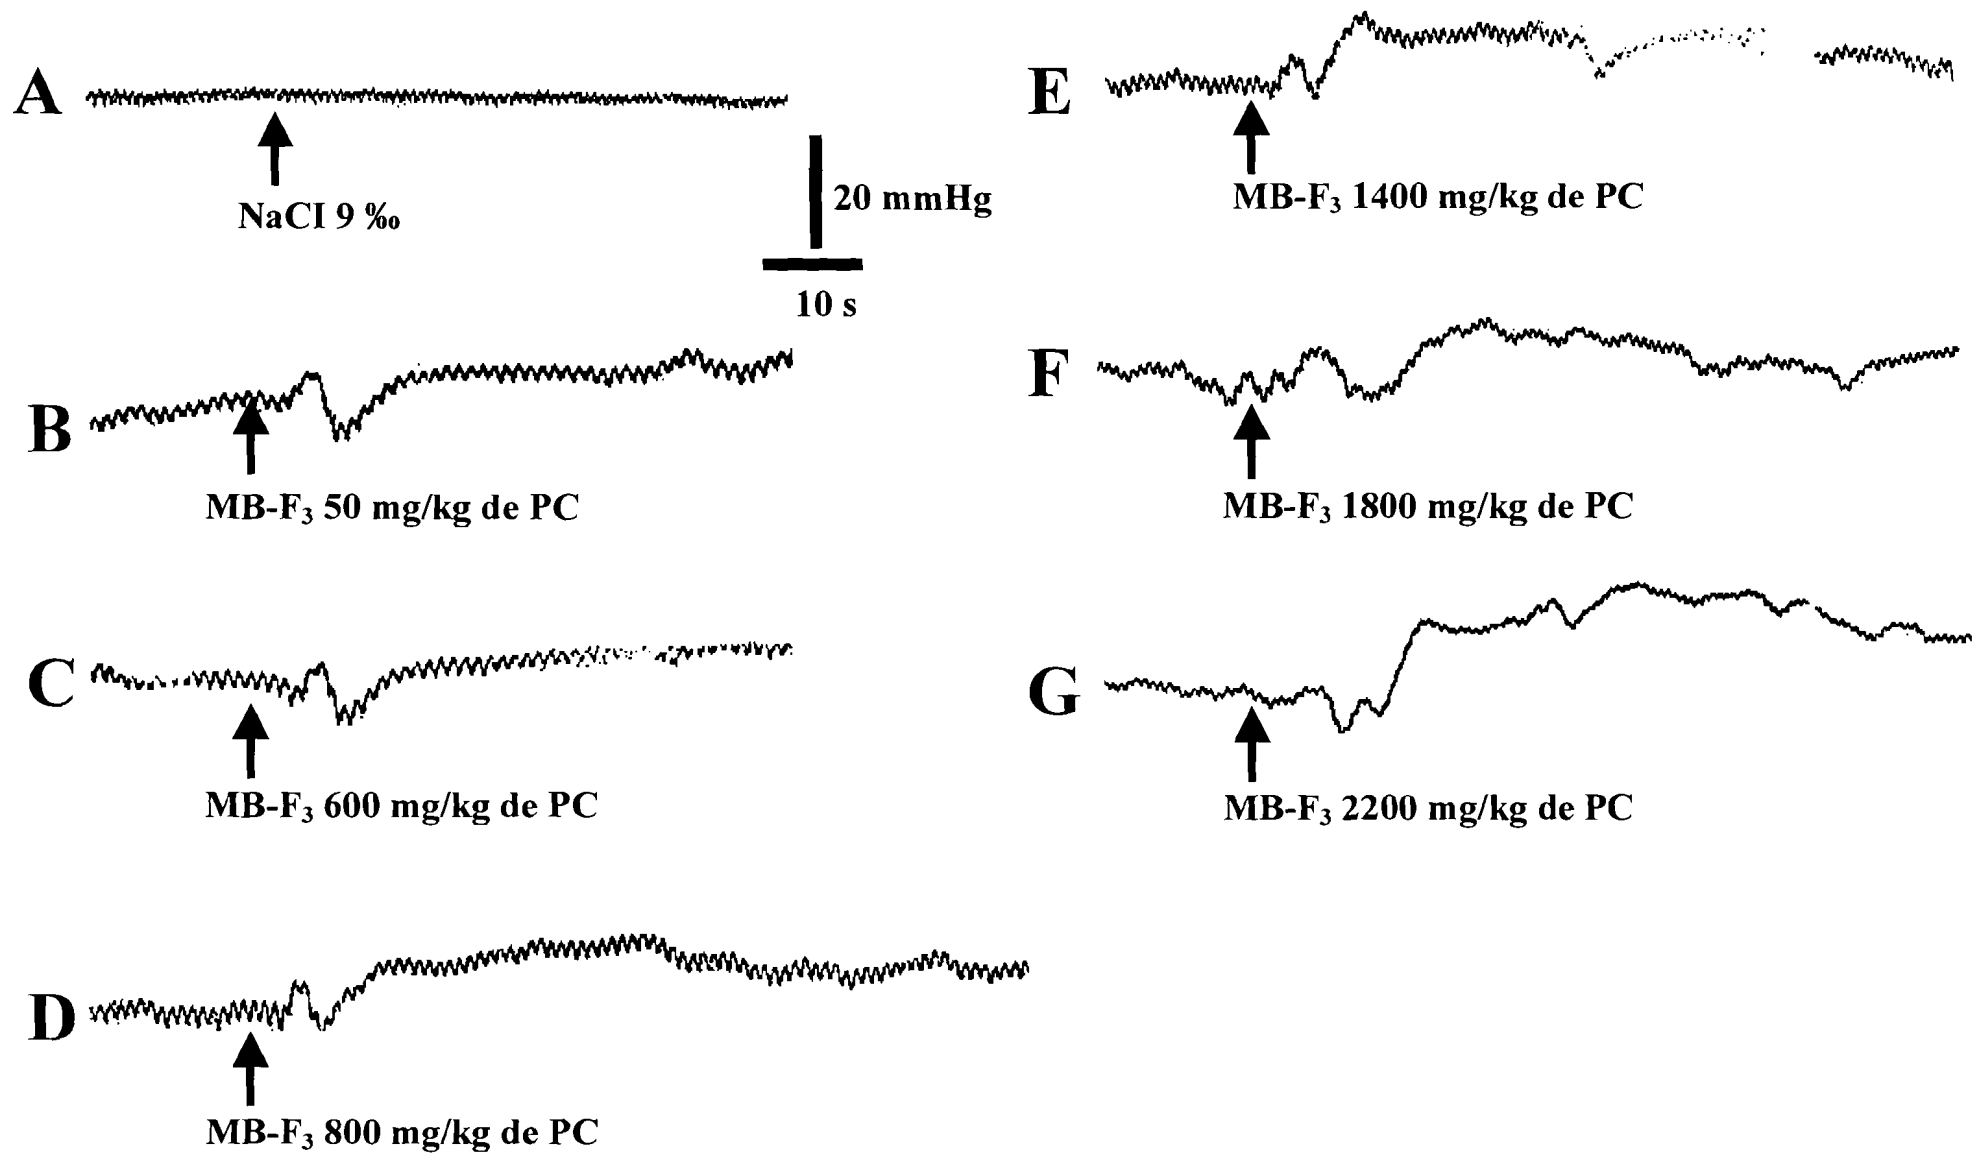 A
NaCI 9 ‰
20 mmHg
10 s
B
MB-F₃ 50 mg/kg de PC
C
MB-F₃ 600 mg/kg de PC
D
MB-F₃ 800 mg/kg de PC
E
MB-F₃ 1400 mg/kg de PC
F
MB-F₃ 1800 mg/kg de PC
G
MB-F₃ 2200 mg/kg de PC